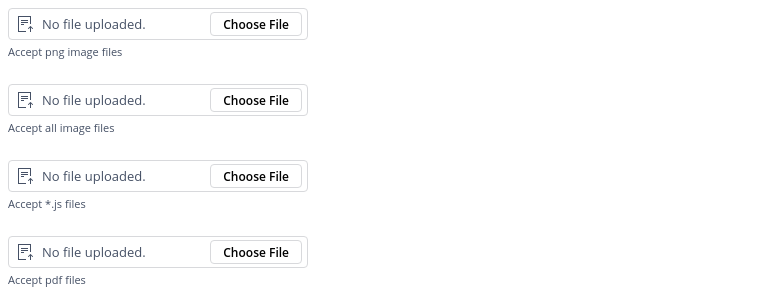 No file uploaded. Choose File
Accept png image files
No file uploaded. Choose File
Accept all image files
No file uploaded. Choose File
Accept *.js files
No file uploaded. Choose File
Accept pdf files